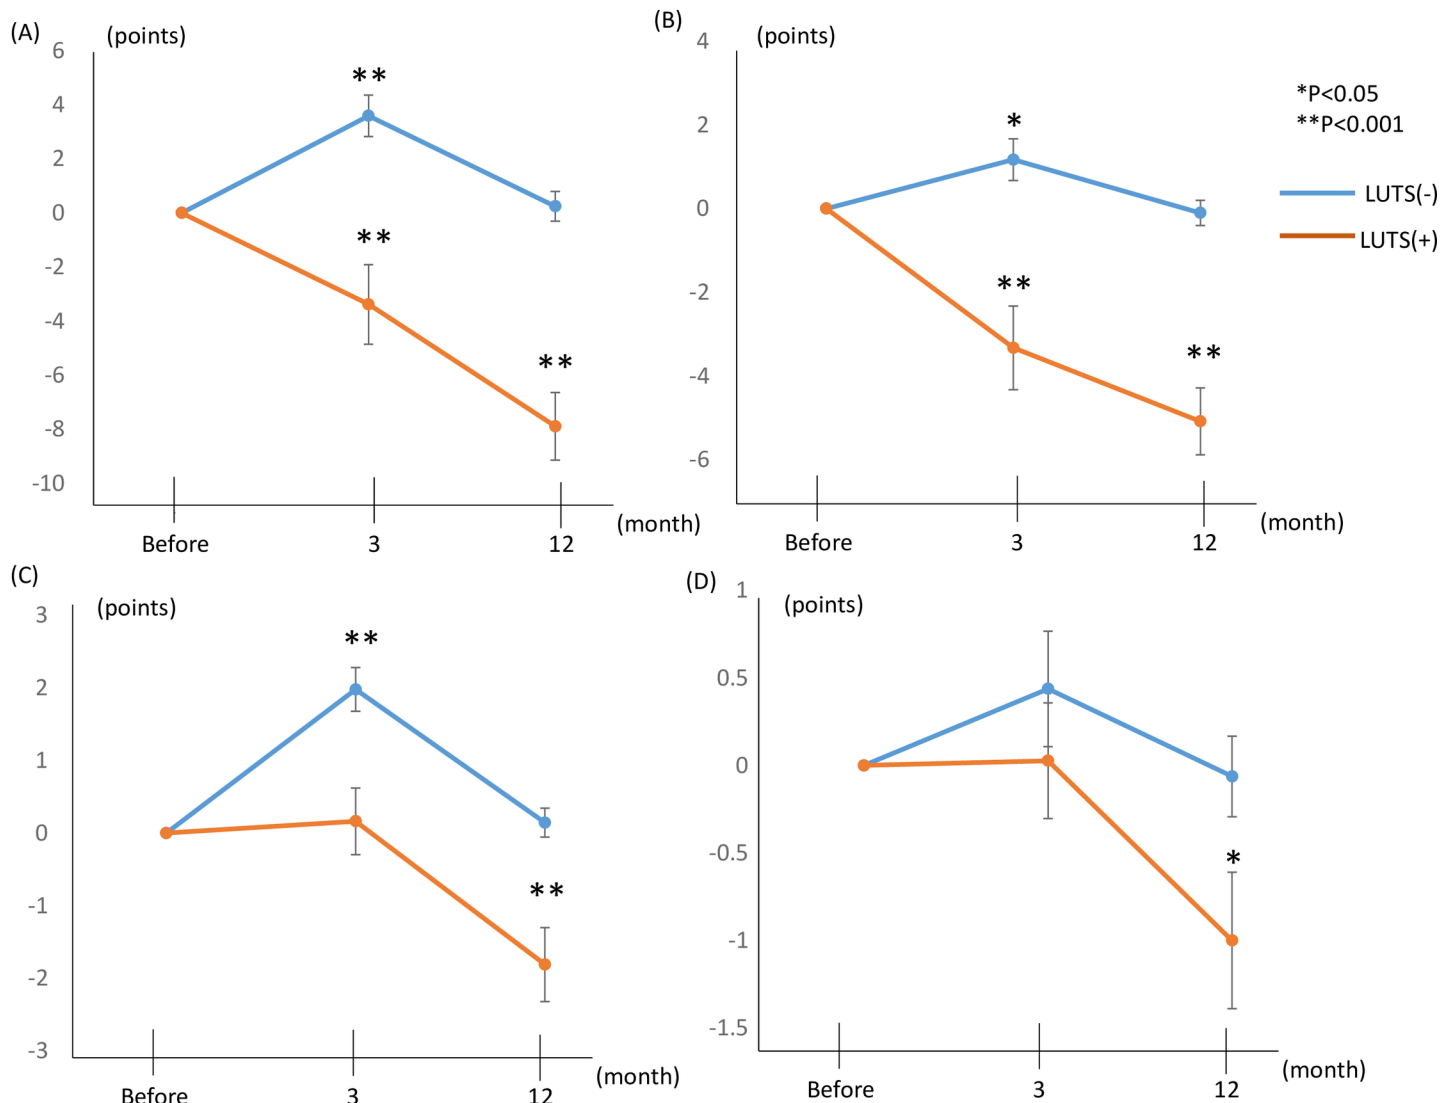 (A)
(points)
6
4
2
0
-2
-4
-6
-8
-10
**
**
**
Before
3
12
(month)
(B)
(points)
4
2
0
-2
-4
-6
*
**
**
Before
3
12
(month)
*P<0.05
**P<0.001
LUTS(-)
LUTS(+)
(C)
(points)
3
2
1
0
-1
-2
-3
**
**
Before
3
12
(month)
(D)
(points)
1
0.5
0
-0.5
-1
-1.5
*
Before
3
12
(month)